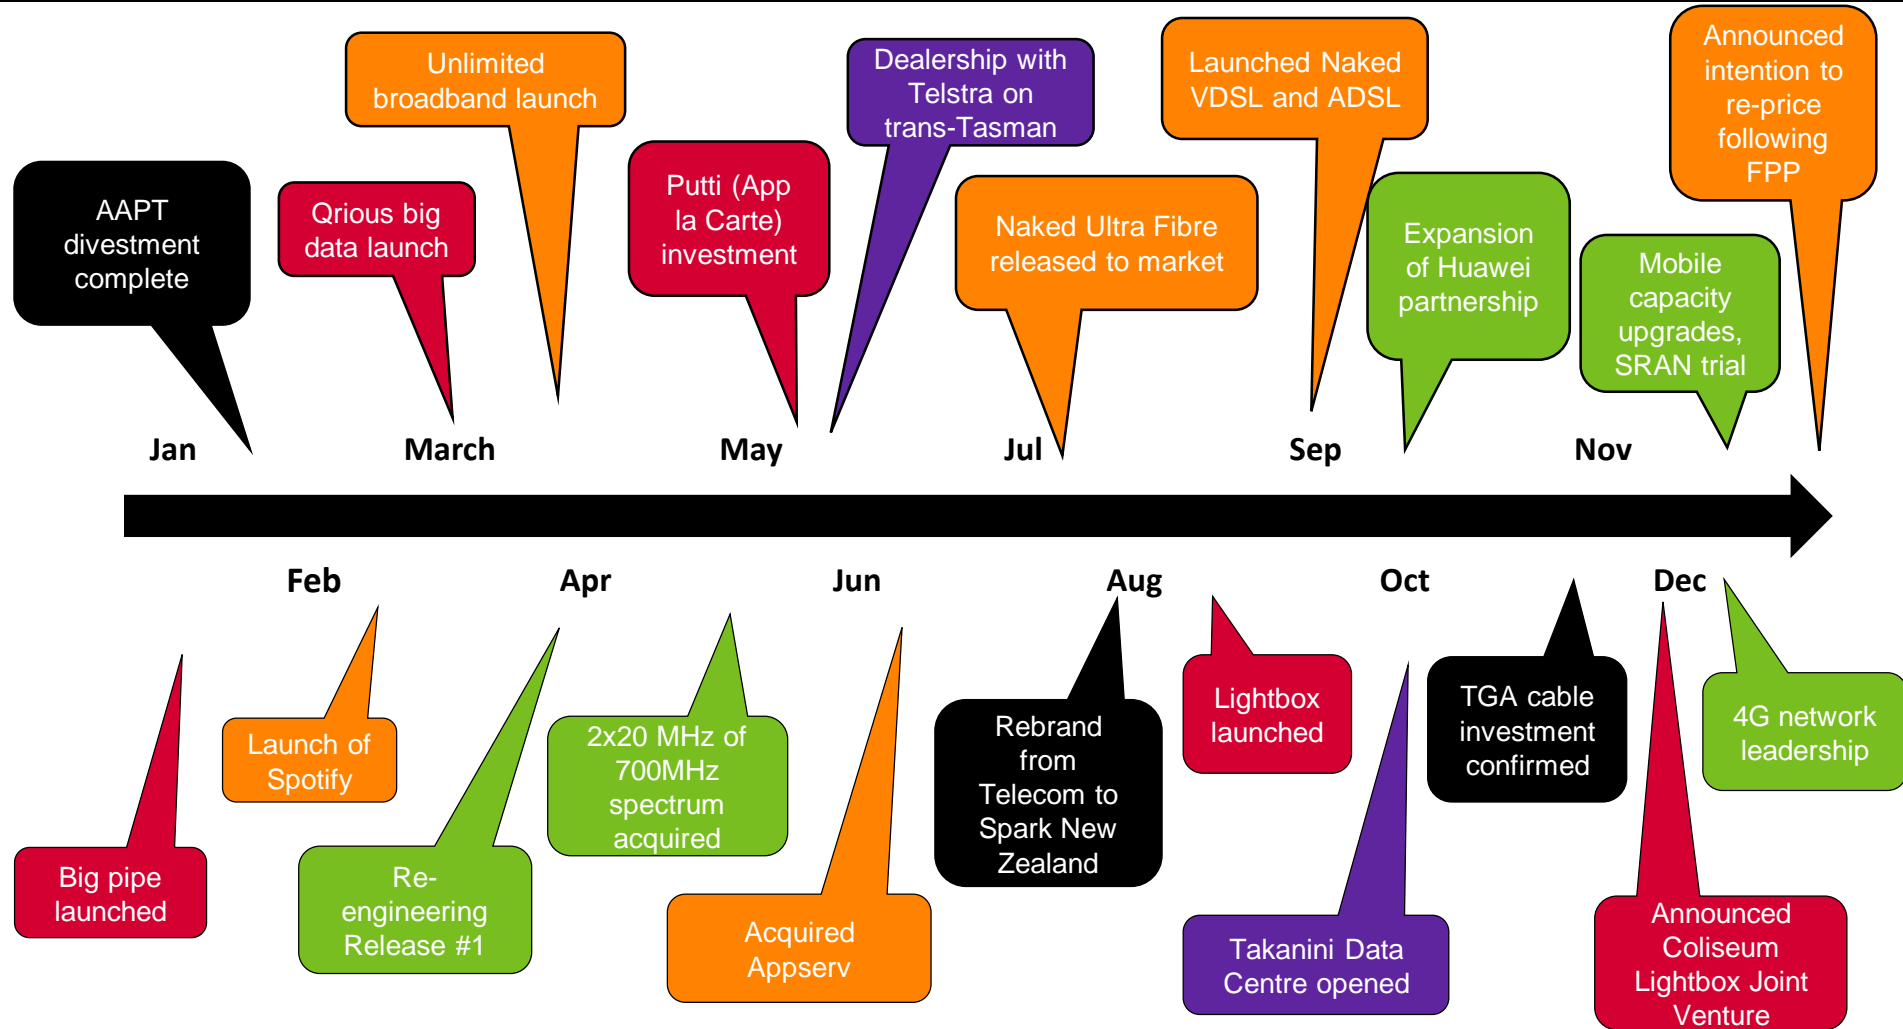 Unlimited
broadband launch
Dealership with
Telstra on
trans-Tasman
Launched Naked
VDSL and ADSL
Announced
intention to
re-price
following
FPP
AAPT
divestment
complete
Qrious big
data launch
Putti (App
la Carte)
investment
Naked Ultra Fibre
released to market
Expansion
of Huawei
partnership
Mobile
capacity
upgrades,
SRAN trial
Jan
March
May
Jul
Sep
Nov
Feb
Apr
Jun
Aug
Oct
Dec
Big pipe
launched
Launch of
Spotify
Re-
engineering
Release #1
2x20 MHz of
700MHz
spectrum
acquired
Acquired
Appserv
Rebrand
from
Telecom to
Spark New
Zealand
Lightbox
launched
Takanini Data
Centre opened
TGA cable
investment
confirmed
Announced
Coliseum
Lightbox Joint
Venture
4G network
leadership